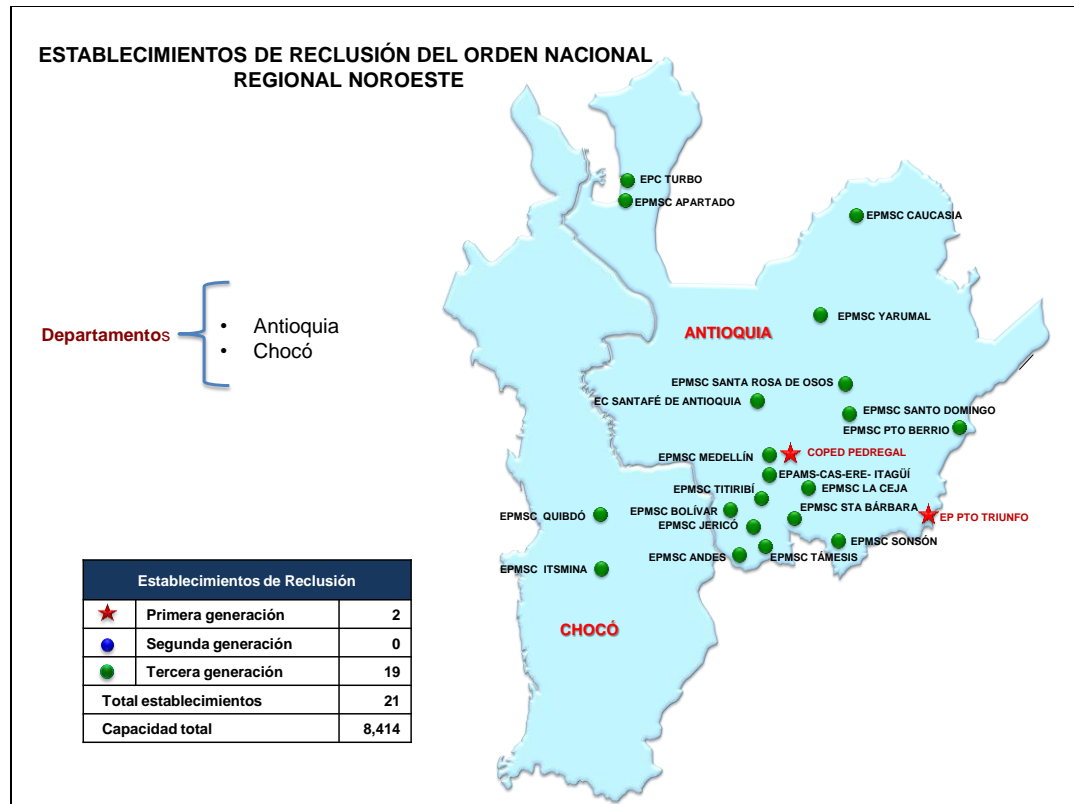 ESTABLECIMIENTOS DE RECLUSIÓN DEL ORDEN NACIONAL
REGIONAL NOROESTE
EPC TURBO
EPMSC APARTADO
EPMSC CAUCASIA
EPMSC YARUMAL
Departamentos
• Antioquia
• Chocó
ANTIOQUIA
EPMSC SANTA ROSA DE OSOS
EC SANTAFÉ DE ANTIOQUIA
EPMSC SANTO DOMINGO
EPMSC PTO BERRIO
EPMSC MEDELLÍN
COPED PEDREGAL
EPAMS-CAS-ERE- ITAGÜÍ
EPMSC LA CEJA
EPMSC TITIRIBÍ
EPMSC STA BÁRBARA
EPMSC BOLÍVAR
EP PTO TRIUNFO
EPMSC QUIBDÓ
EPMSC JERICÓ
EPMSC SONSÓN
EPMSC TÁMESIS
EPMSC ANDES
EPMSC ITSMINA
CHOCÓ
Establecimientos de Reclusión
Primera generación 2
Segunda generación 0
Tercera generación 19
Total establecimientos 21
Capacidad total 8,414